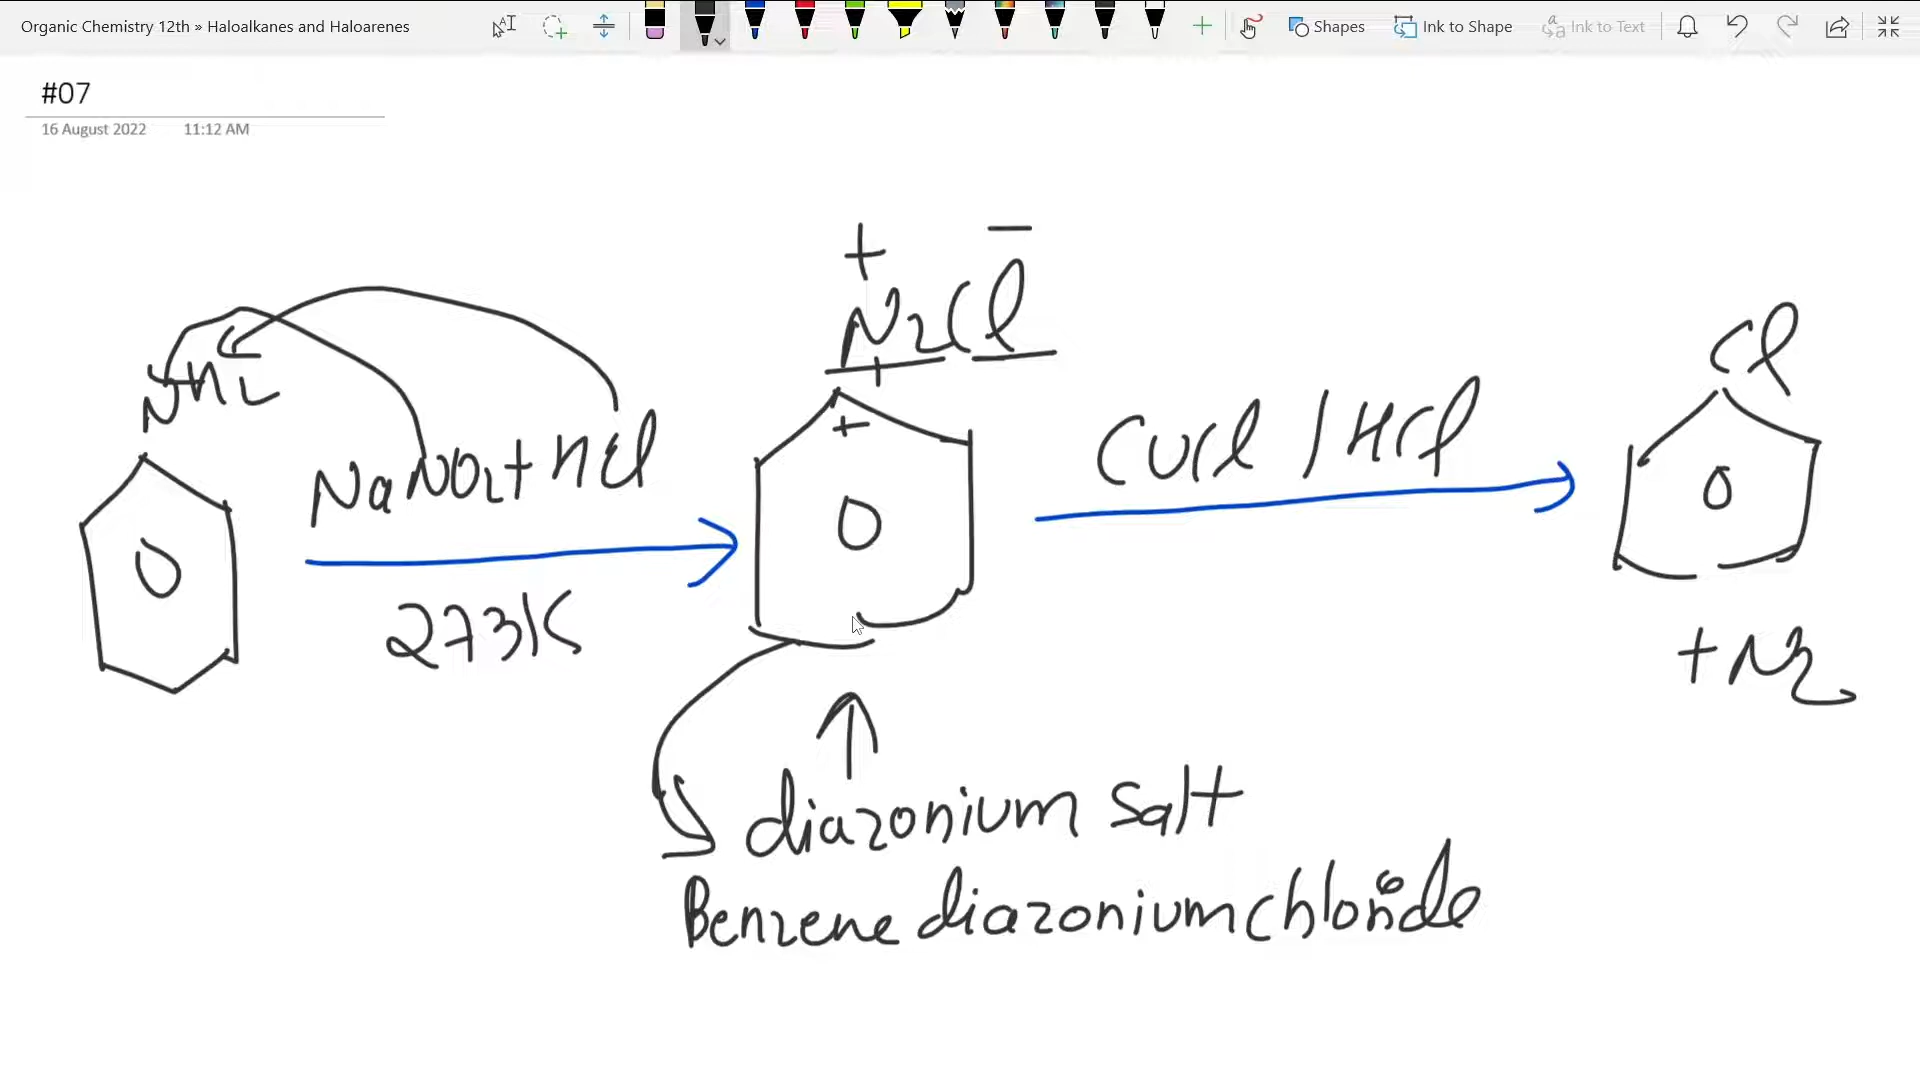 Organic Chemistry 12th » Haloalkanes and Haloarenes
Shapes
Ink to Shape
Ink to Text
#07
16 August 2022 11:12 AM
+ –
N2Cl
Cl
NH2
CuCl / HCl
NaNO2 + HCl
273K
+ N2
diazonium salt
Benzene diazonium chloride